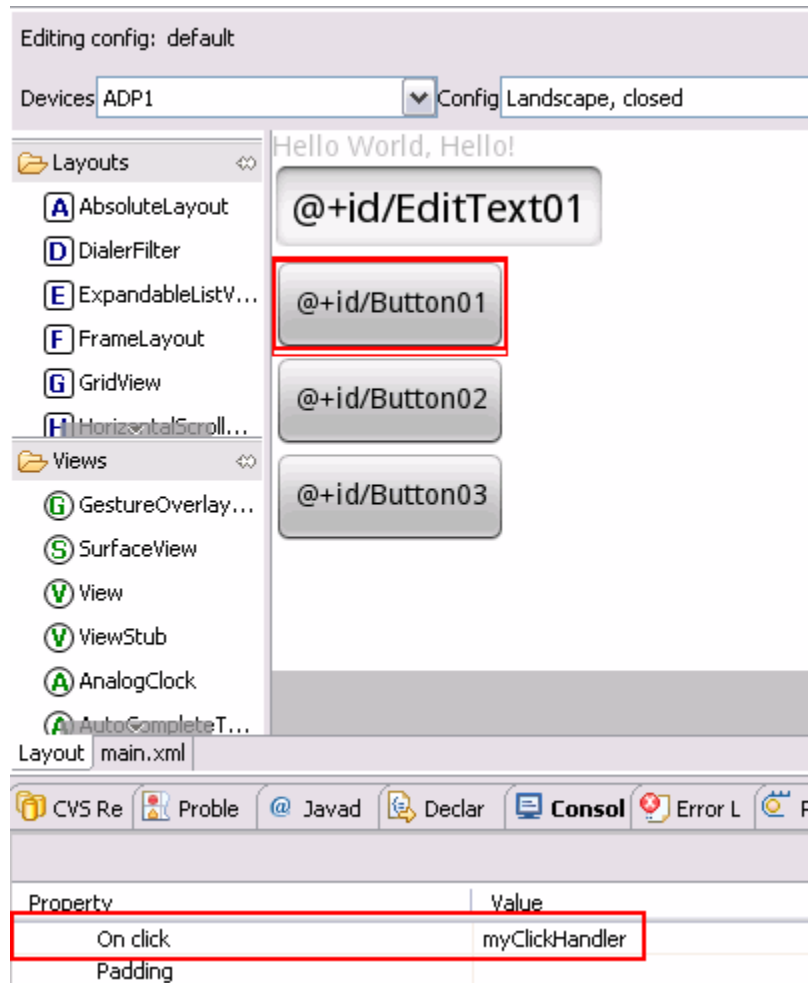 Editing config: default
Devices ADP1 Config Landscape, closed
Layouts
A AbsoluteLayout
D DialerFilter
E ExpandableListV...
F FrameLayout
G GridView
H HorizontalScroll...
Views
G GestureOverlay...
S SurfaceView
V View
V ViewStub
A AnalogClock
A AutoCompleteT...
Hello World, Hello!
@+id/EditText01
@+id/Button01
@+id/Button02
@+id/Button03
Layout main.xml
CVS Re Proble @ Javad Declar Consol Error L P
Property Value
On click myClickHandler
Padding